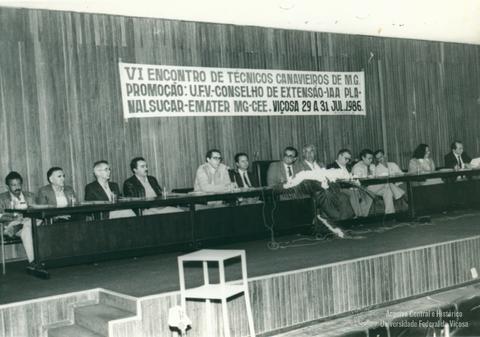 VI ENCONTRO DE TÉCNICOS CANAVIEIROS DE M.G.
PROMOÇÃO: U.F.V-CONSELHO DE EXTENSÃO-IAA PLA-
NALSUCAR-EMATER MG-CEE. VIÇOSA 29 A 31 JUL.1986.
Arquivo Central e Histórico
Universidade Federal de Viçosa